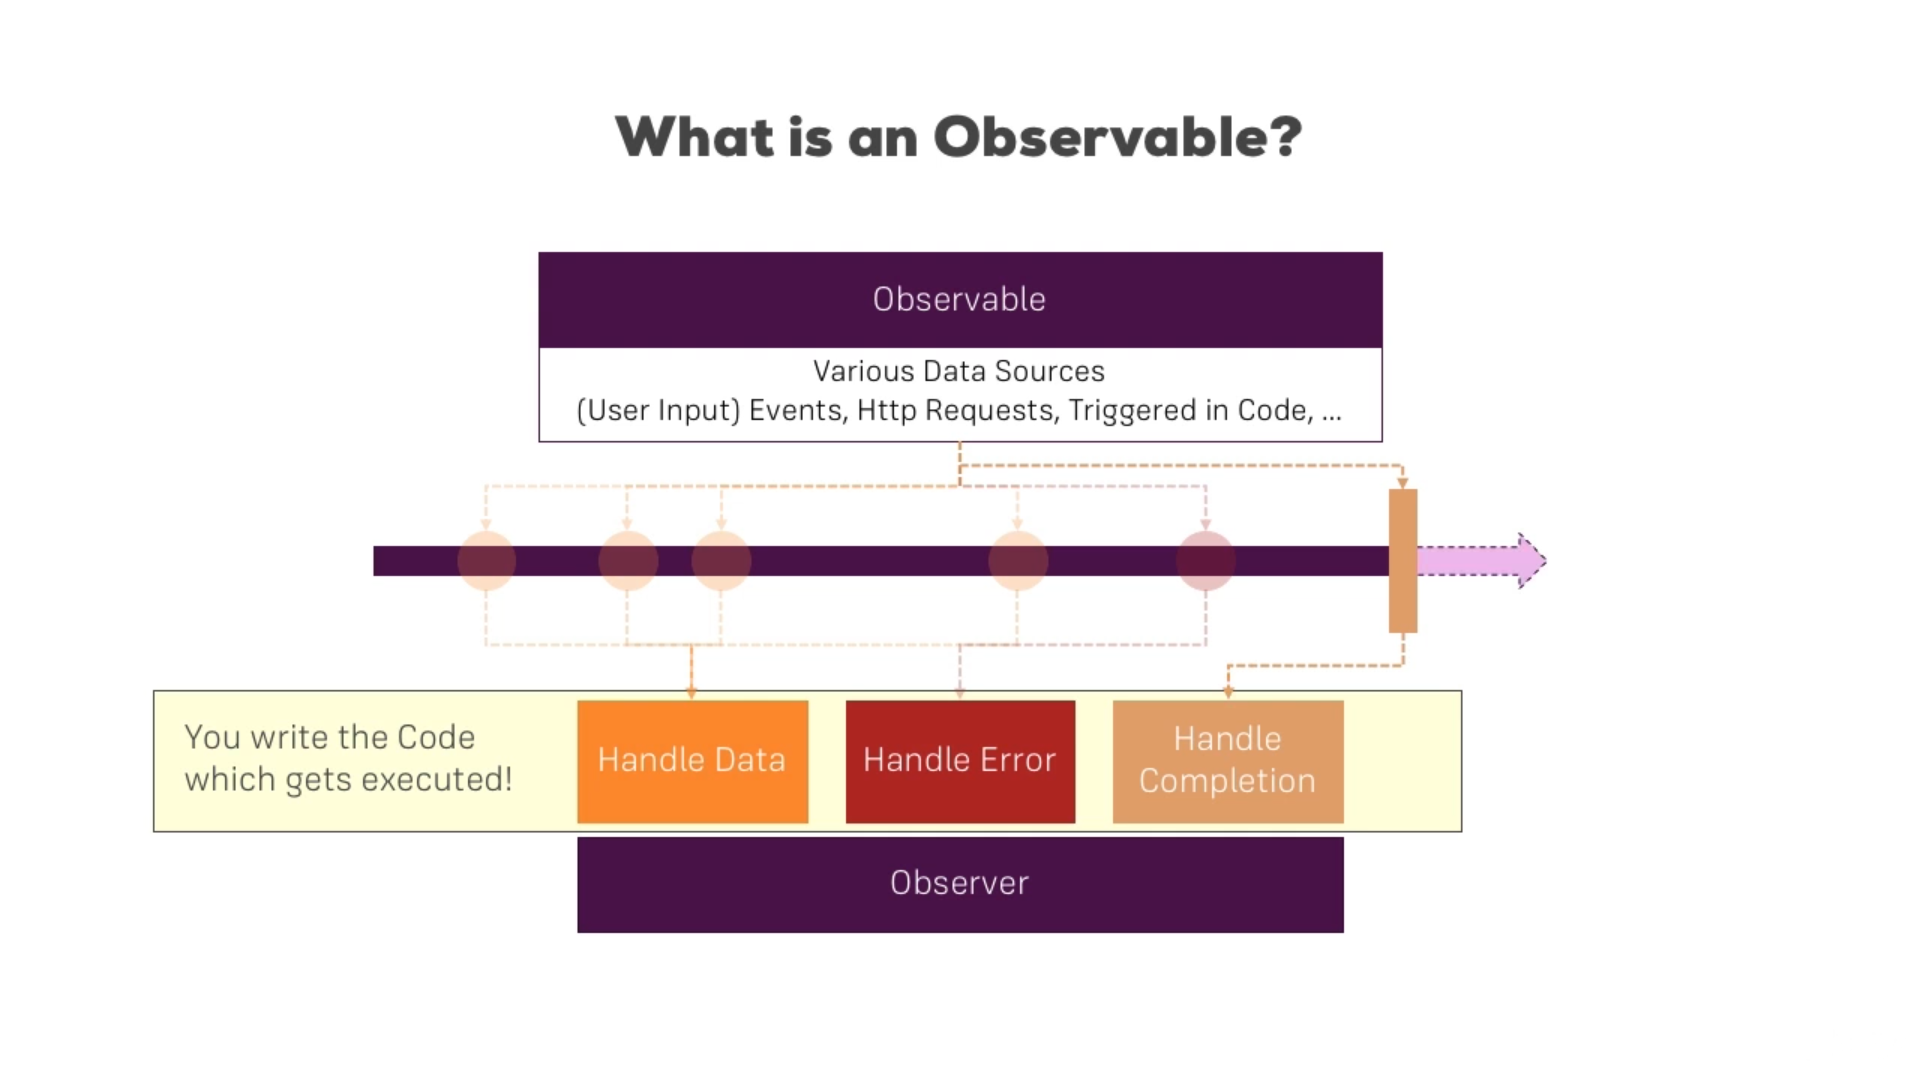 What is an Observable?
Observable
Various Data Sources
(User Input) Events, Http Requests, Triggered in Code, ...
You write the Code
which gets executed!
Handle Data
Handle Error
Handle
Completion
Observer